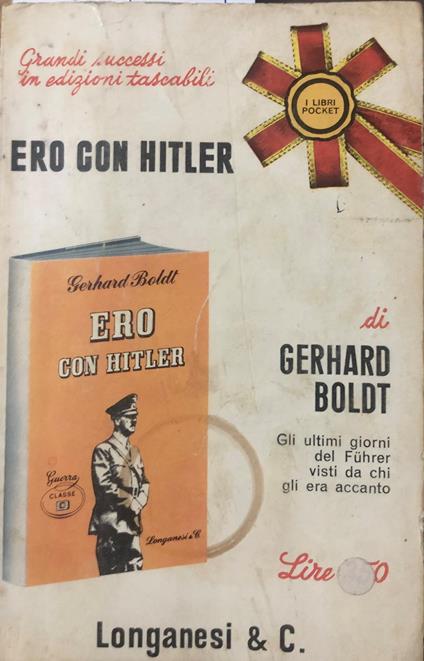 Grandi successi
in edizioni tascabili
I LIBRI
POCKET
ERO CON HITLER
Gerhard Boldt
ERO
CON HITLER
Guerra
CLASSE
Longanesi & C.
di
GERHARD
BOLDT
Gli ultimi giorni
del Führer
visti da chi
gli era accanto
Lire
Longanesi & C.